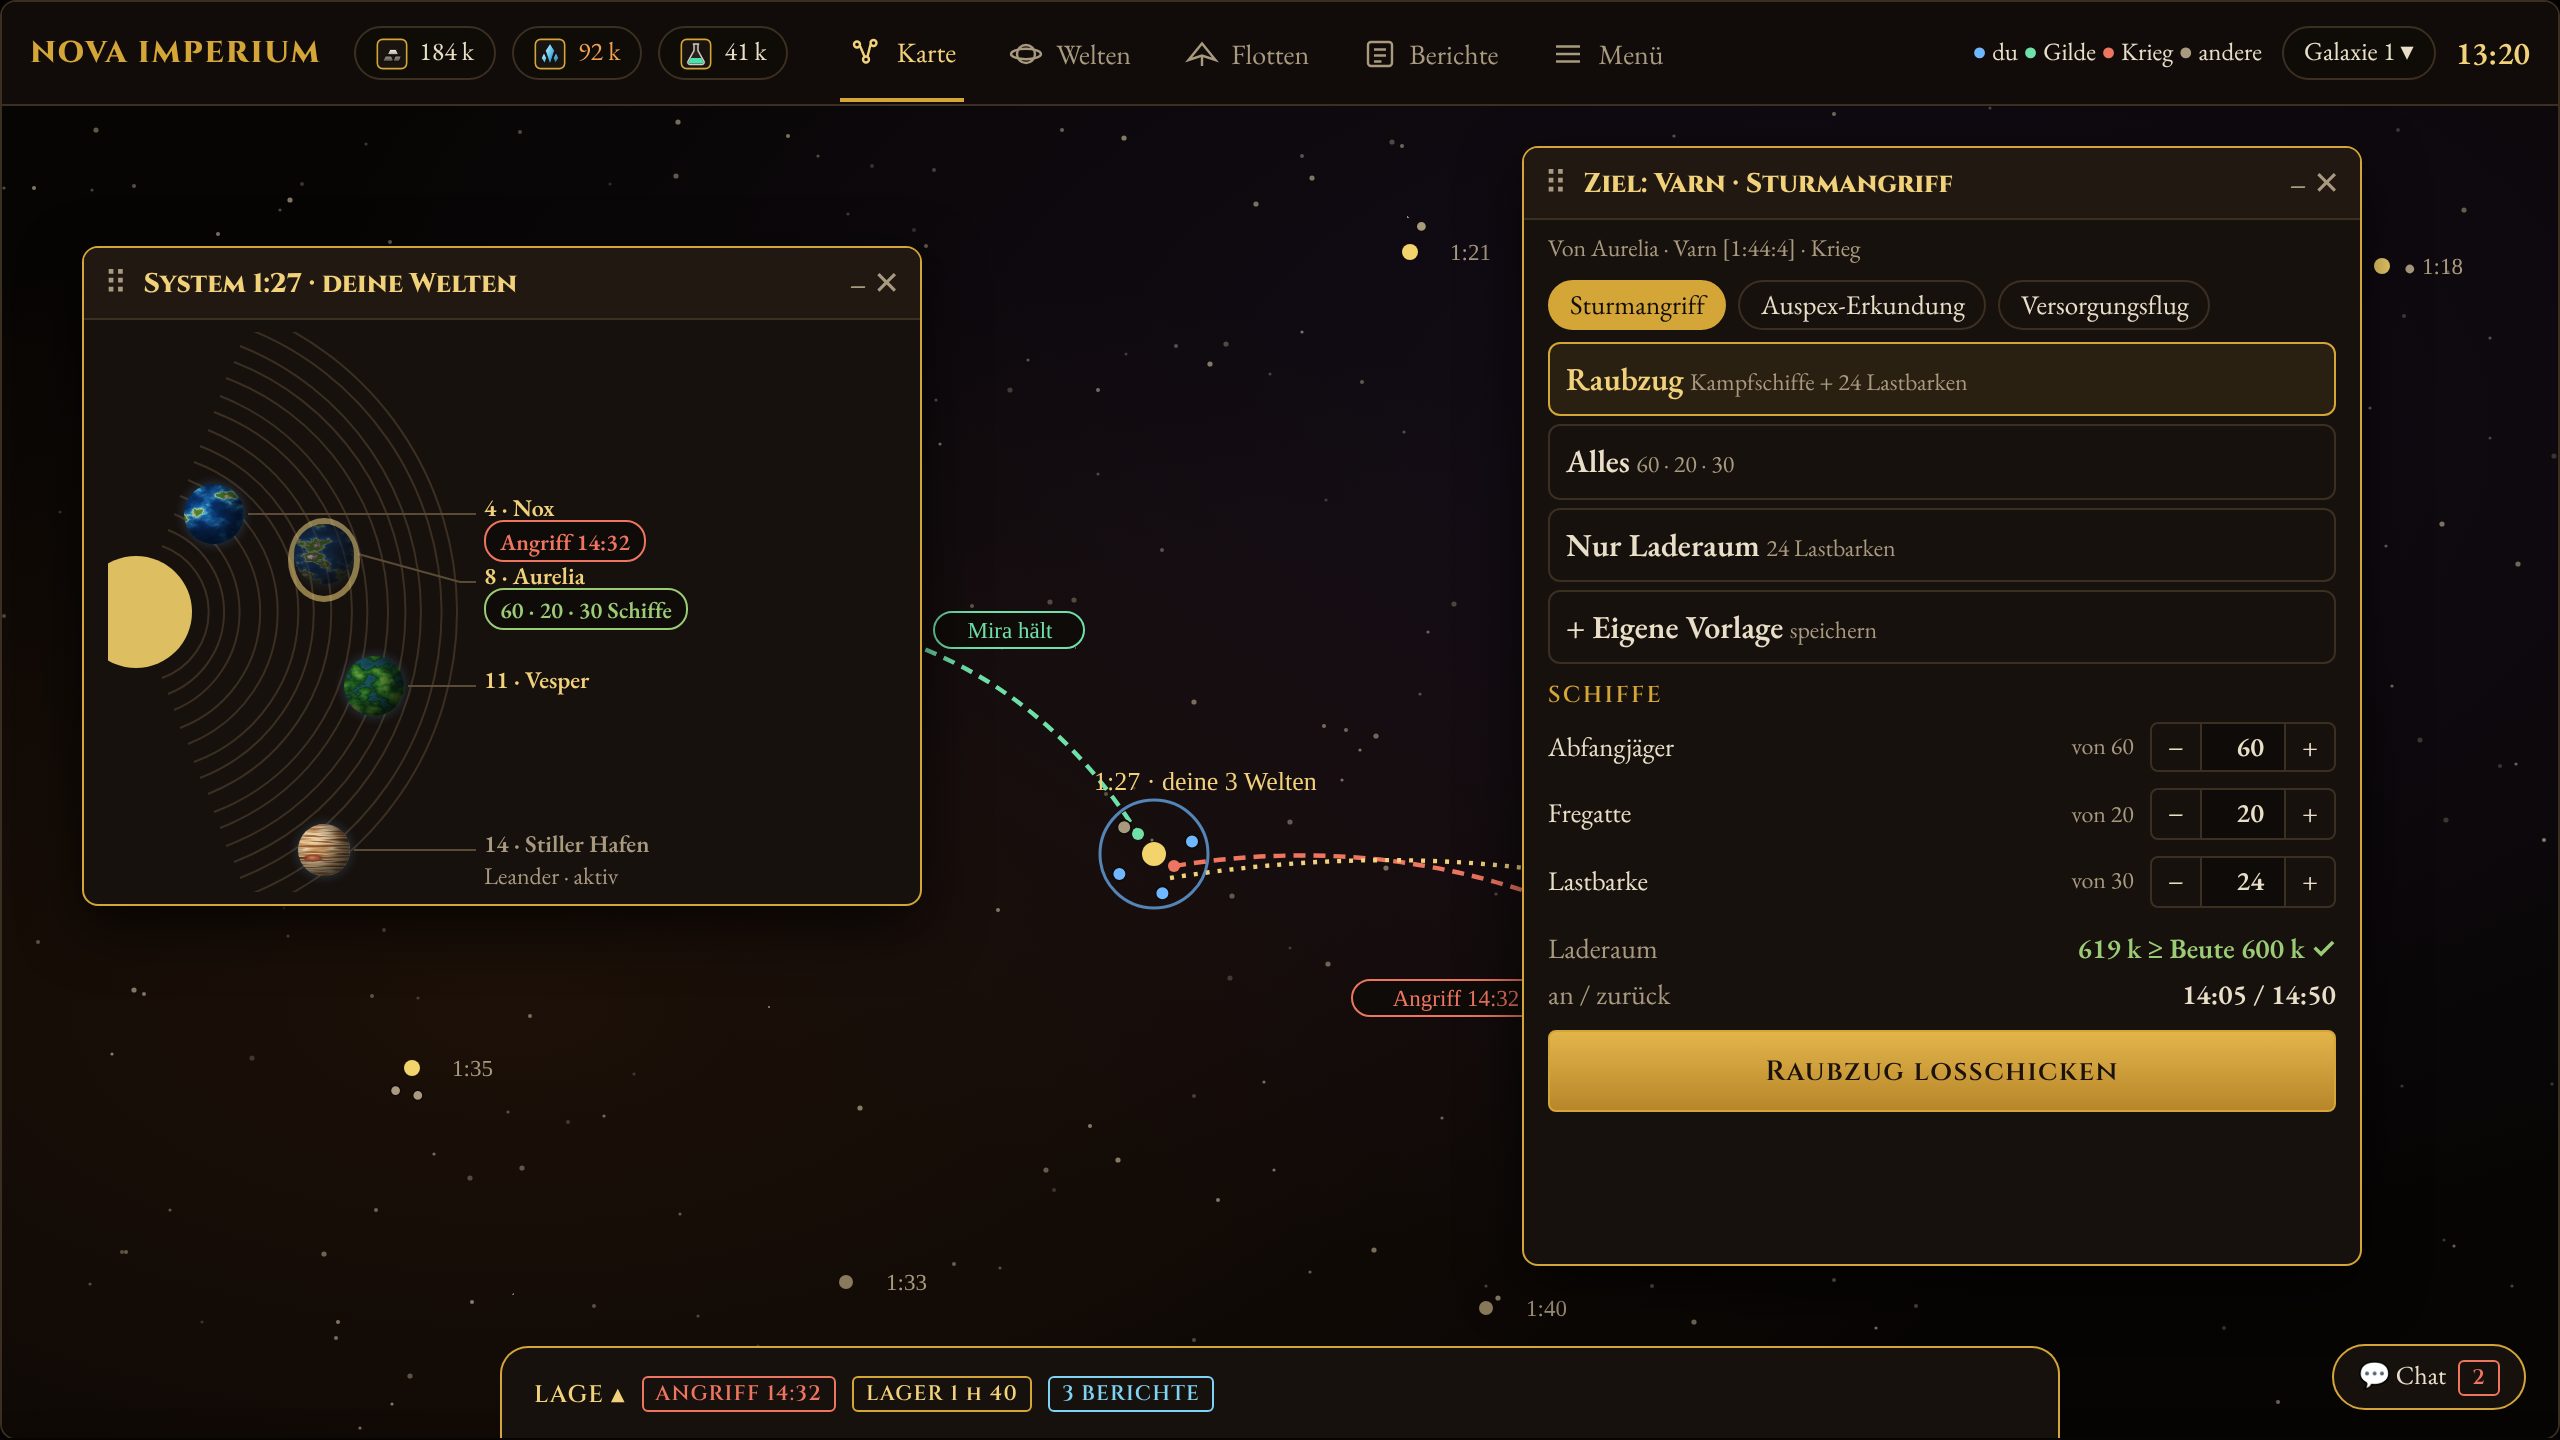 NOVA IMPERIUM
184 k
92 k
41 k
Karte
Welten
Flotten
Berichte
Menü
du
Gilde
Krieg
andere
Galaxie 1 ▾
13:20
System 1:27 · deine Welten
– ✕
4 · Nox
Angriff 14:32
8 · Aurelia
60 · 20 · 30 Schiffe
11 · Vesper
14 · Stiller Hafen
Leander · aktiv
1:21
1:18
Mira hält
1:27 · deine 3 Welten
Angriff 14:32
1:35
1:33
1:40
Ziel: Varn · Sturmangriff
– ✕
Von Aurelia · Varn [1:44:4] · Krieg
Sturmangriff
Auspex-Erkundung
Versorgungsflug
Raubzug Kampfschiffe + 24 Lastbarken
Alles 60 · 20 · 30
Nur Laderaum 24 Lastbarken
+ Eigene Vorlage speichern
SCHIFFE
Abfangjäger von 60 − 60 +
Fregatte von 20 − 20 +
Lastbarke von 30 − 24 +
Laderaum 619 k ≥ Beute 600 k ✓
an / zurück 14:05 / 14:50
Raubzug losschicken
LAGE ▴
ANGRIFF 14:32
LAGER 1 H 40
3 BERICHTE
💬 Chat 2